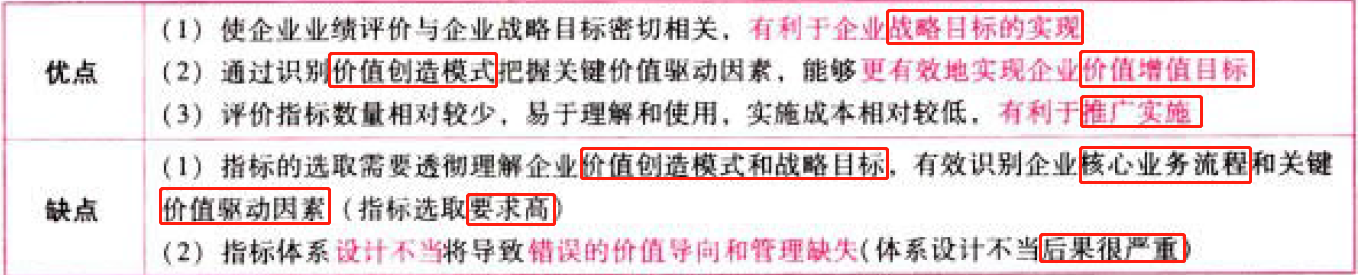 优点
(1) 使企业业绩评价与企业战略目标密切相关，有利于企业战略目标的实现
(2) 通过识别价值创造模式把握关键价值驱动因素，能够更有效地实现企业价值增值目标
(3) 评价指标数量相对较少，易于理解和使用，实施成本相对较低，有利于推广实施
缺点
(1) 指标的选取需要透彻理解企业价值创造模式和战略目标，有效识别企业核心业务流程和关键
价值驱动因素（指标选取要求高）
(2) 指标体系设计不当将导致错误的价值导向和管理缺失(体系设计不当后果很严重)